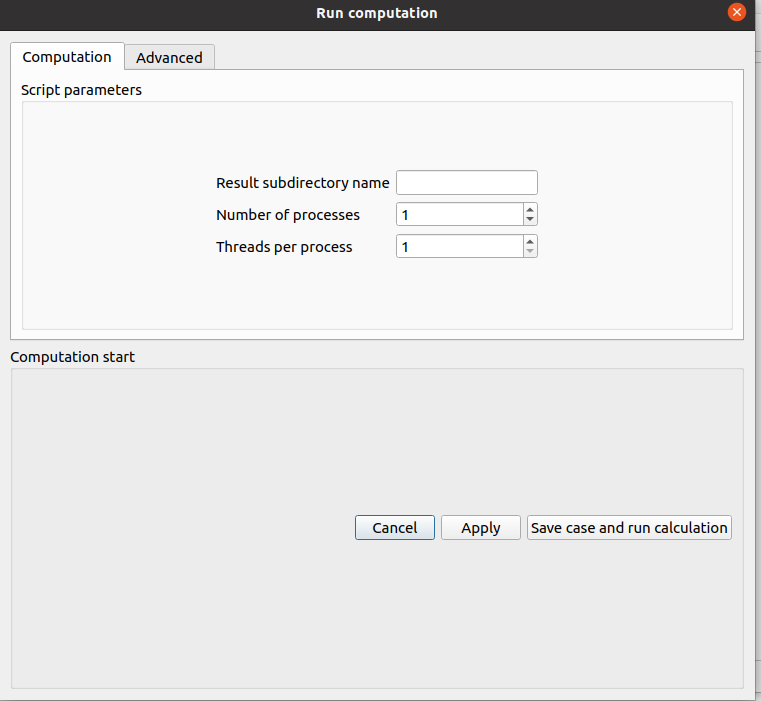 Run computation
Computation Advanced
Script parameters
Result subdirectory name
Number of processes 1
Threads per process 1
Computation start
Cancel Apply Save case and run calculation